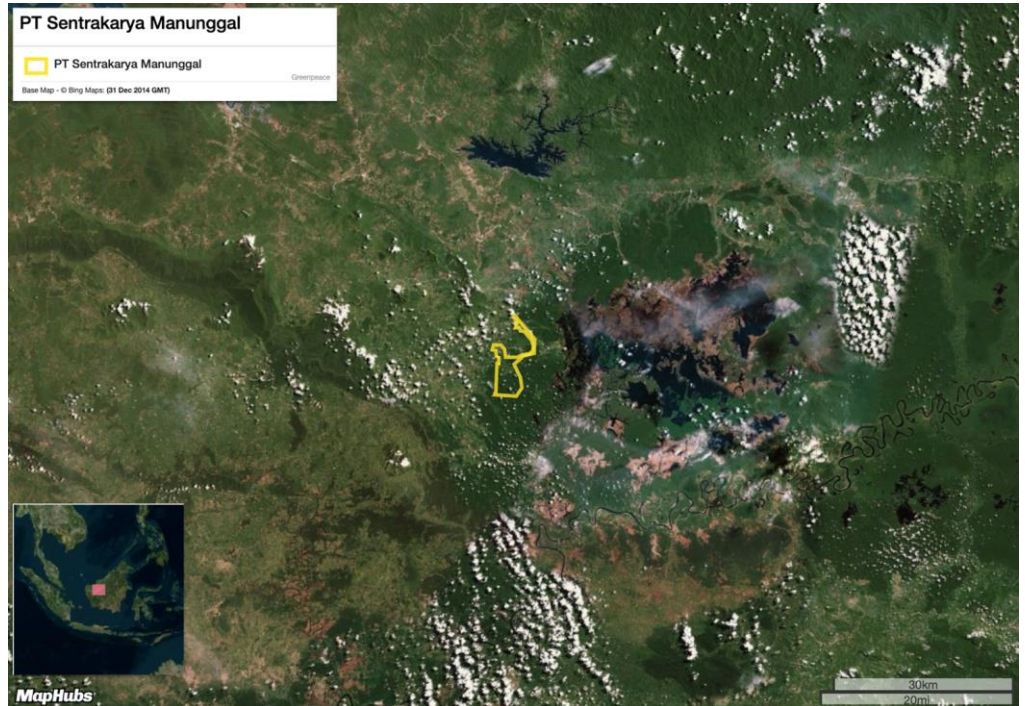 PT Sentrakarya Manunggal
PT Sentrakarya Manunggal
Greenpeace
Base Map - © Bing Maps: (31 Dec 2014 GMT)
MapHubs
30km
20mi